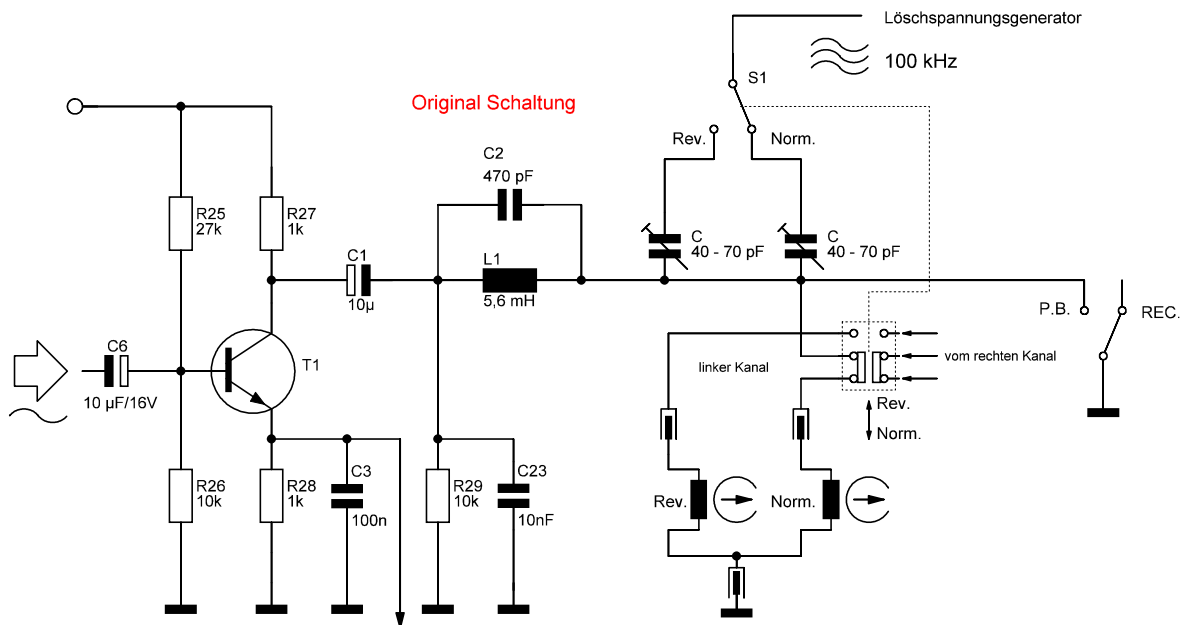 Löschspannungsgenerator
100 kHz
S1
Original Schaltung
Rev.
Norm.
C2
470 pF
R25
27k
R27
1k
C
40 - 70 pF
C
40 - 70 pF
C1
10µ
L1
5,6 mH
P.B.
REC.
C6
10 µF/16V
T1
linker Kanal
vom rechten Kanal
Rev.
Norm.
R26
10k
R28
1k
C3
100n
R29
10k
C23
10nF
Rev.
Norm.